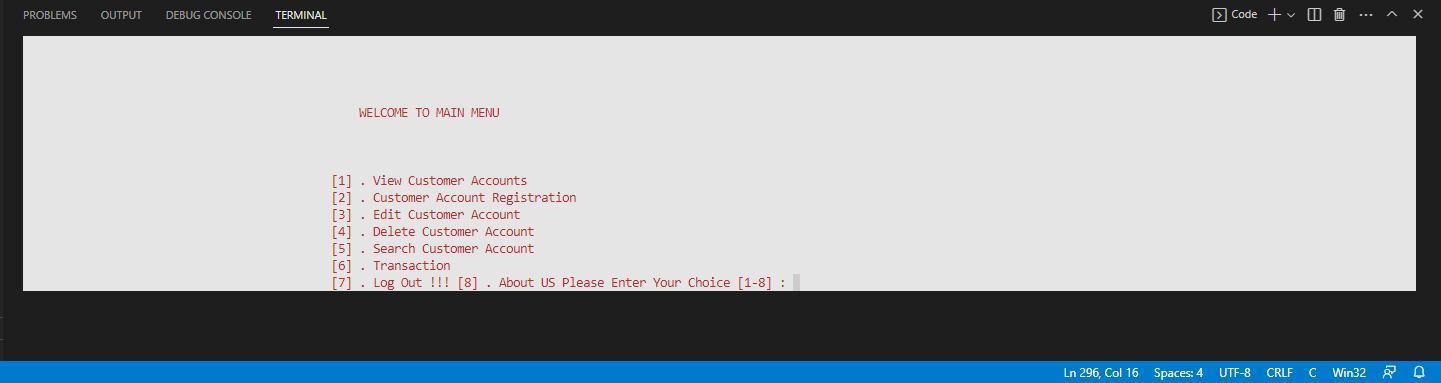 PROBLEMS OUTPUT DEBUG CONSOLE TERMINAL Code
WELCOME TO MAIN MENU
[1] . View Customer Accounts
[2] . Customer Account Registration
[3] . Edit Customer Account
[4] . Delete Customer Account
[5] . Search Customer Account
[6] . Transaction
[7] . Log Out !!! [8] . About US Please Enter Your Choice [1-8] :
Ln 296, Col 16 Spaces: 4 UTF-8 CRLF C Win32